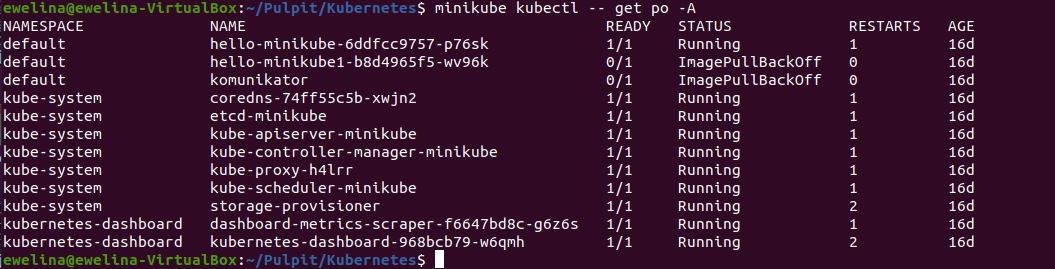 ewelina@ewelina-VirtualBox:~/Pulpit/Kubernetes$ minikube kubectl -- get po -A
NAMESPACE NAME READY STATUS RESTARTS AGE
default hello-minikube-6ddfcc9757-p76sk 1/1 Running 1 16d
default hello-minikube1-b8d4965f5-wv96k 0/1 ImagePullBackOff 0 16d
default komunikator 0/1 ImagePullBackOff 0 16d
kube-system coredns-74ff55c5b-xwjn2 1/1 Running 1 16d
kube-system etcd-minikube 1/1 Running 1 16d
kube-system kube-apiserver-minikube 1/1 Running 1 16d
kube-system kube-controller-manager-minikube 1/1 Running 1 16d
kube-system kube-proxy-h4lrr 1/1 Running 1 16d
kube-system kube-scheduler-minikube 1/1 Running 1 16d
kube-system storage-provisioner 1/1 Running 2 16d
kubernetes-dashboard dashboard-metrics-scraper-f6647bd8c-g6z6s 1/1 Running 1 16d
kubernetes-dashboard kubernetes-dashboard-968bcb79-w6qmh 1/1 Running 2 16d
ewelina@ewelina-VirtualBox:~/Pulpit/Kubernetes$